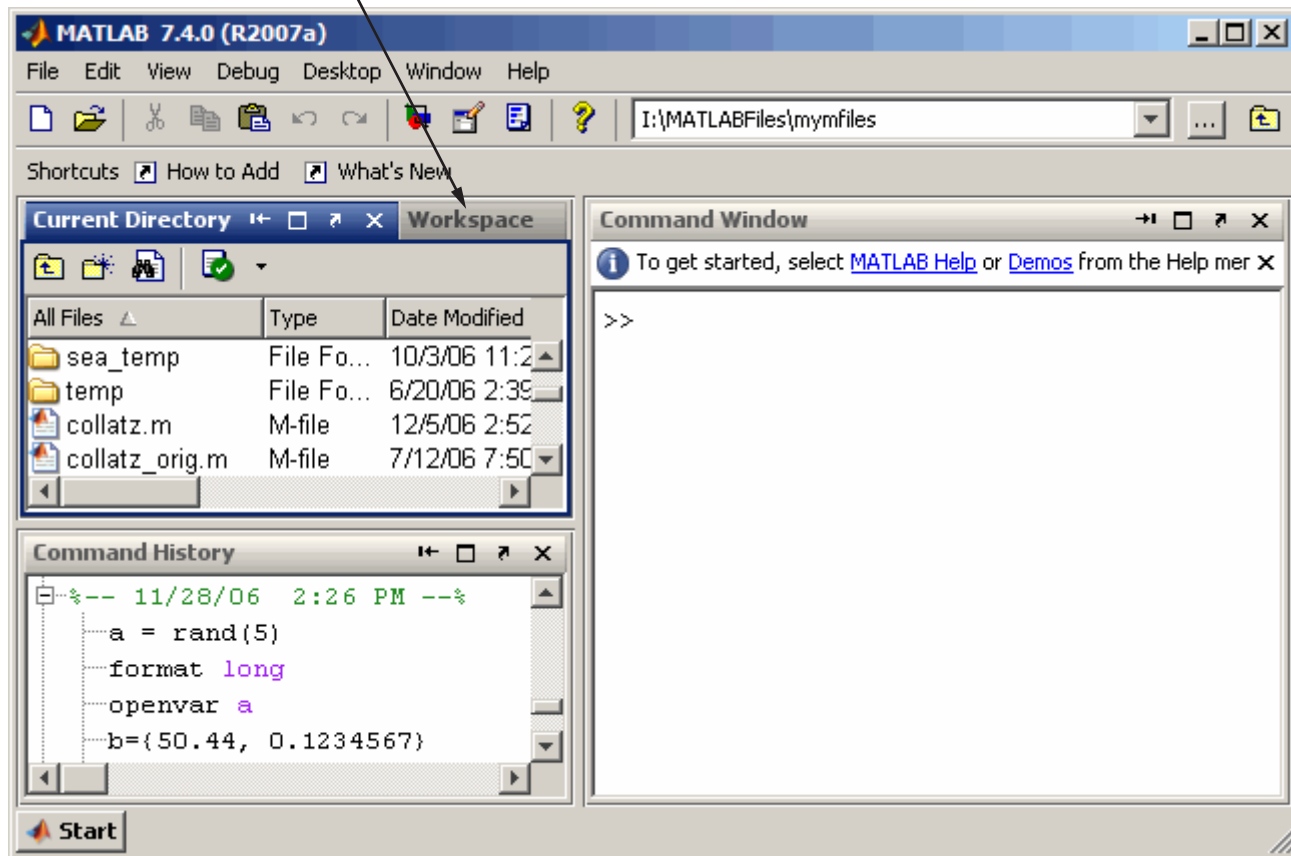 MATLAB 7.4.0 (R2007a)
File Edit View Debug Desktop Window Help
I:\MATLABFiles\mymfiles
...
Shortcuts How to Add What's New
Current Directory Workspace
All Files Type Date Modified
sea_temp File Fo... 10/3/06 11:2
temp File Fo... 6/20/06 2:39
collatz.m M-file 12/5/06 2:52
collatz_orig.m M-file 7/12/06 7:50
Command History
%-- 11/28/06 2:26 PM --%
a = rand(5)
format long
openvar a
b={50.44, 0.1234567}
Command Window
To get started, select MATLAB Help or Demos from the Help mer
>>
Start